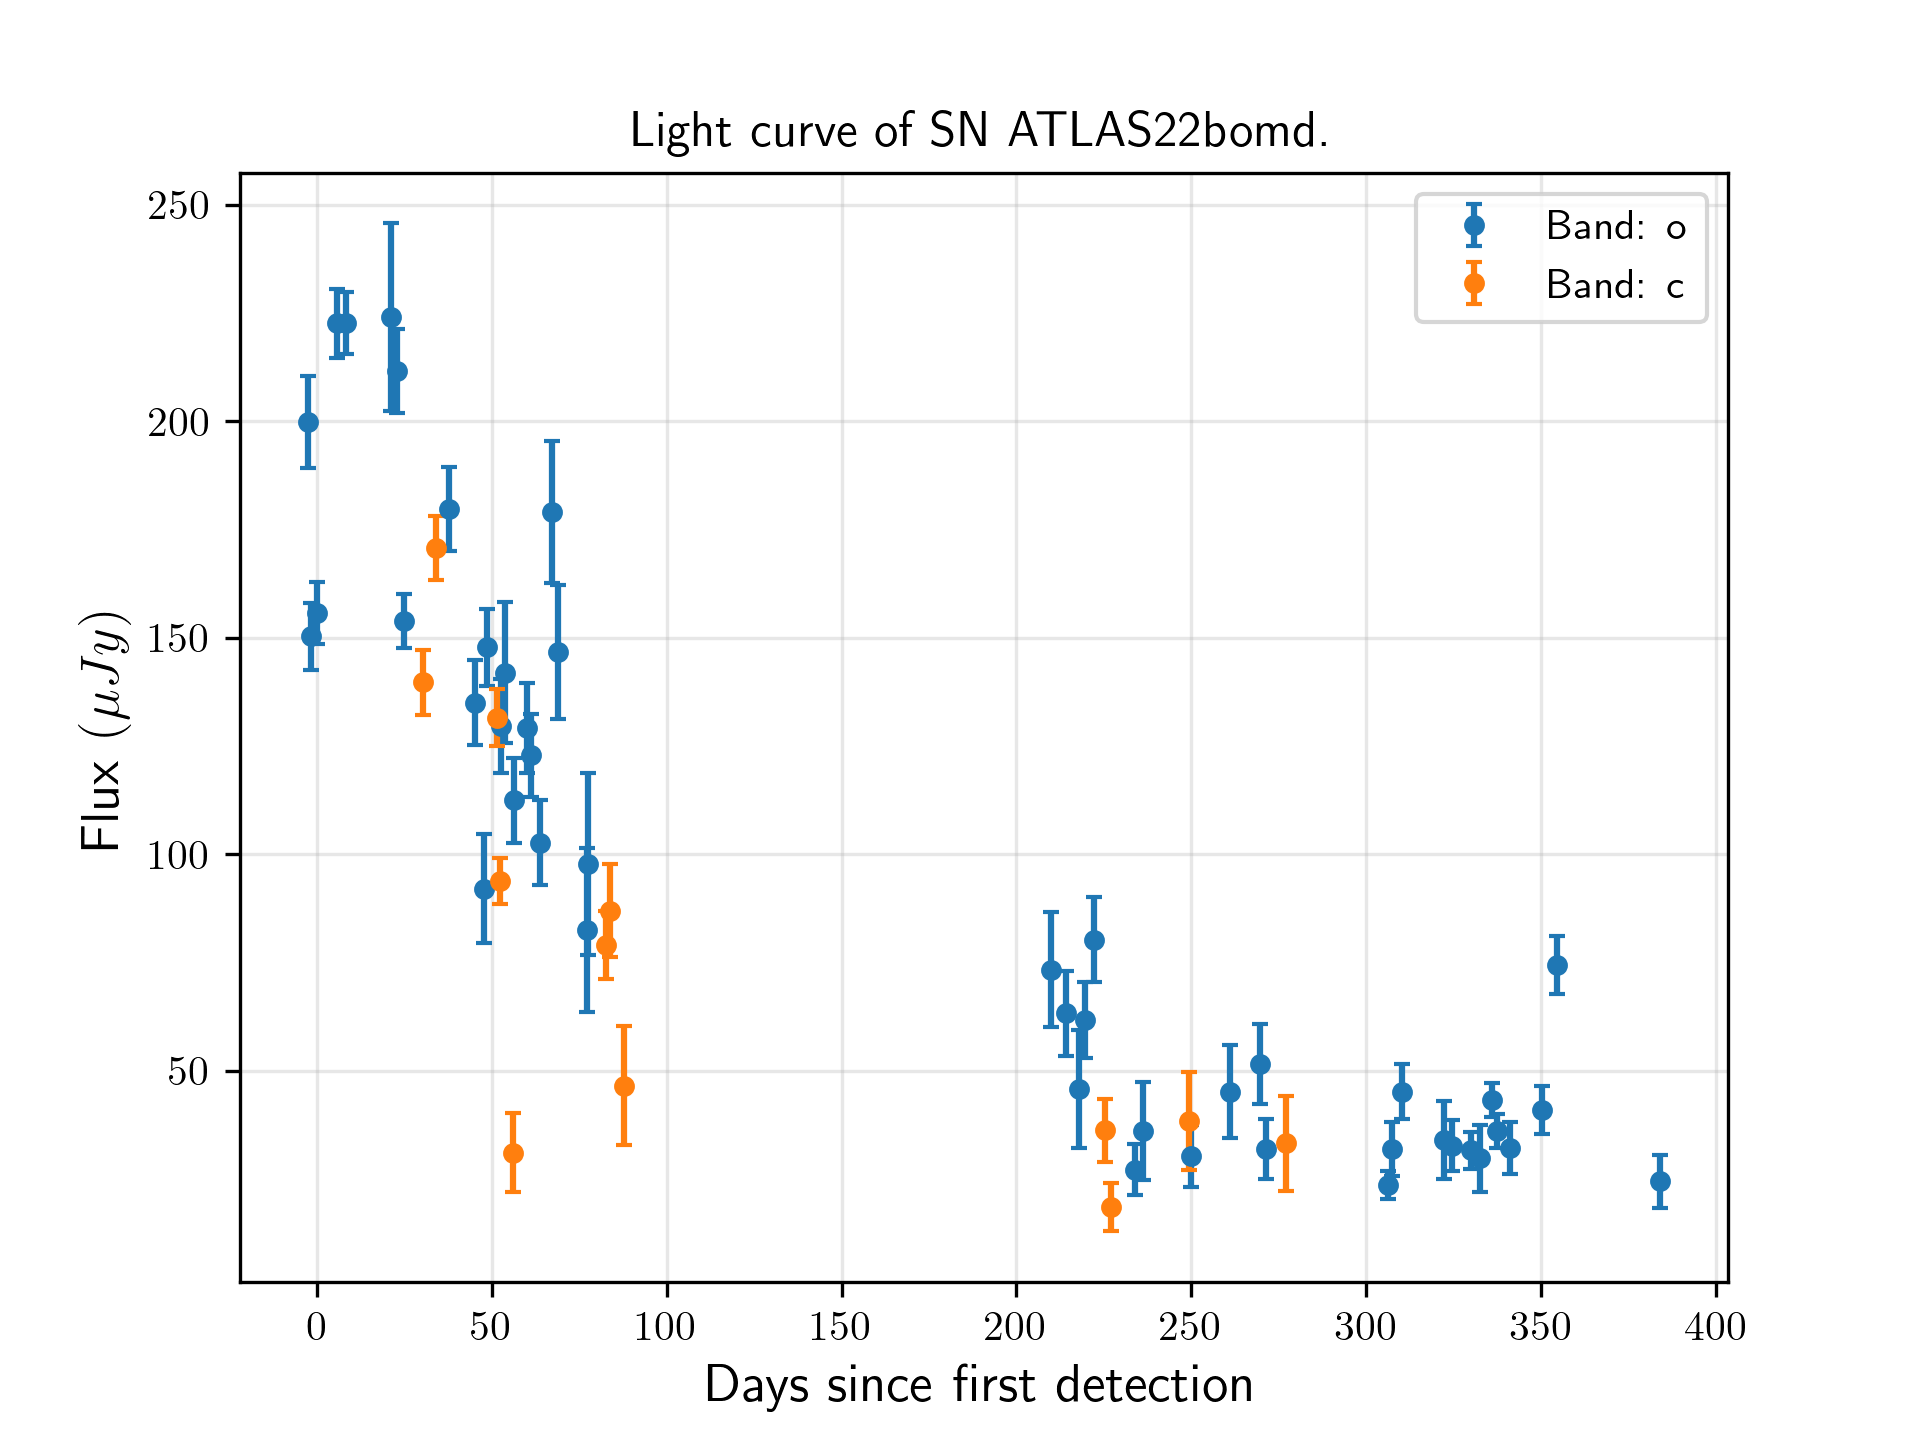 Light curve of SN ATLAS22bomd.
250
200
150
100
50
Flux (μJy)
Band: o
Band: c
0 50 100 150 200 250 300 350 400
Days since first detection